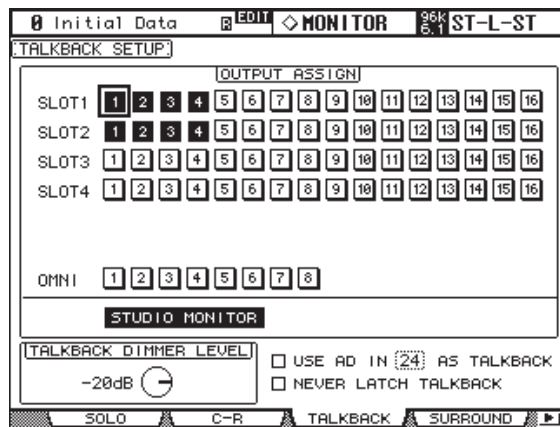 0 Initial Data B EDIT ◇MONITOR 96k 6.1 ST-L-ST
TALKBACK SETUP
OUTPUT ASSIGN
SLOT1 1 2 3 4 5 6 7 8 9 10 11 12 13 14 15 16
SLOT2 1 2 3 4 5 6 7 8 9 10 11 12 13 14 15 16
SLOT3 1 2 3 4 5 6 7 8 9 10 11 12 13 14 15 16
SLOT4 1 2 3 4 5 6 7 8 9 10 11 12 13 14 15 16
OMNI 1 2 3 4 5 6 7 8
STUDIO MONITOR
TALKBACK DIMMER LEVEL
-20dB
USE AD IN 24 AS TALKBACK
NEVER LATCH TALKBACK
SOLO C-R TALKBACK SURROUND